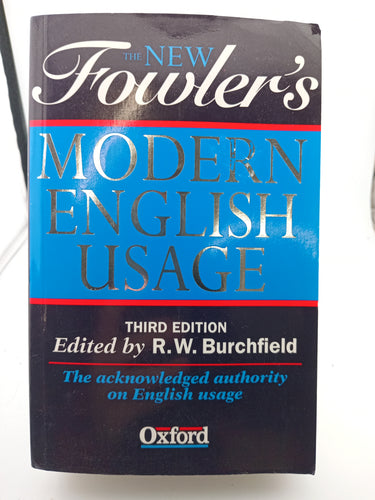 THE NEW
Fowler's
MODERN
ENGLISH
USAGE
THIRD EDITION
Edited by R.W. Burchfield
The acknowledged authority
on English usage
Oxford